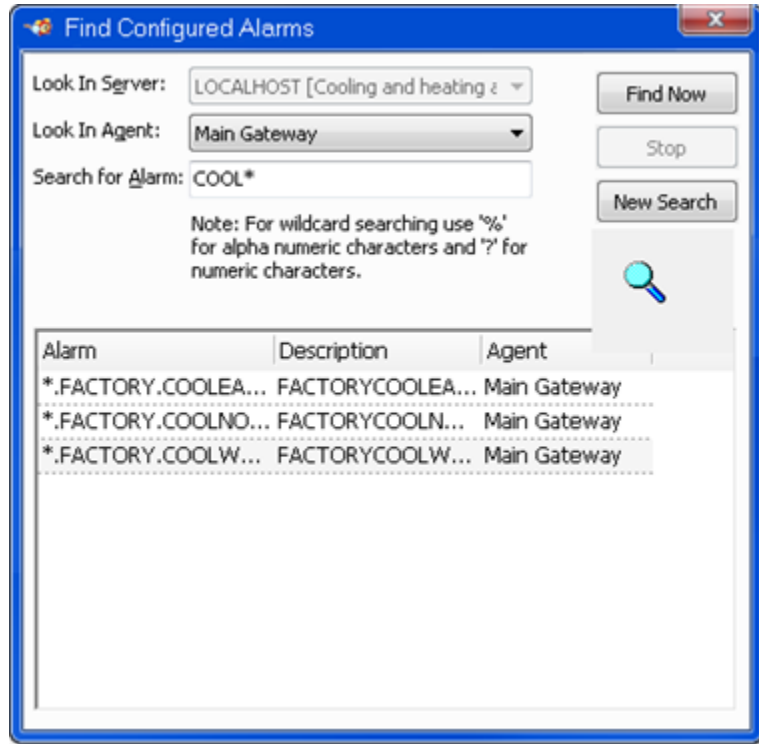 Find Configured Alarms
Look In Server: LOCALHOST [Cooling and heating a
Find Now
Look In Agent: Main Gateway
Stop
Search for Alarm: COOL*
New Search
Note: For wildcard searching use '%'
for alpha numeric characters and '?' for
numeric characters.
Alarm Description Agent
*.FACTORY.COOLEA... FACTORYCOOLEA... Main Gateway
*.FACTORY.COOLNO... FACTORYCOOLN... Main Gateway
*.FACTORY.COOLW... FACTORYCOOLW... Main Gateway